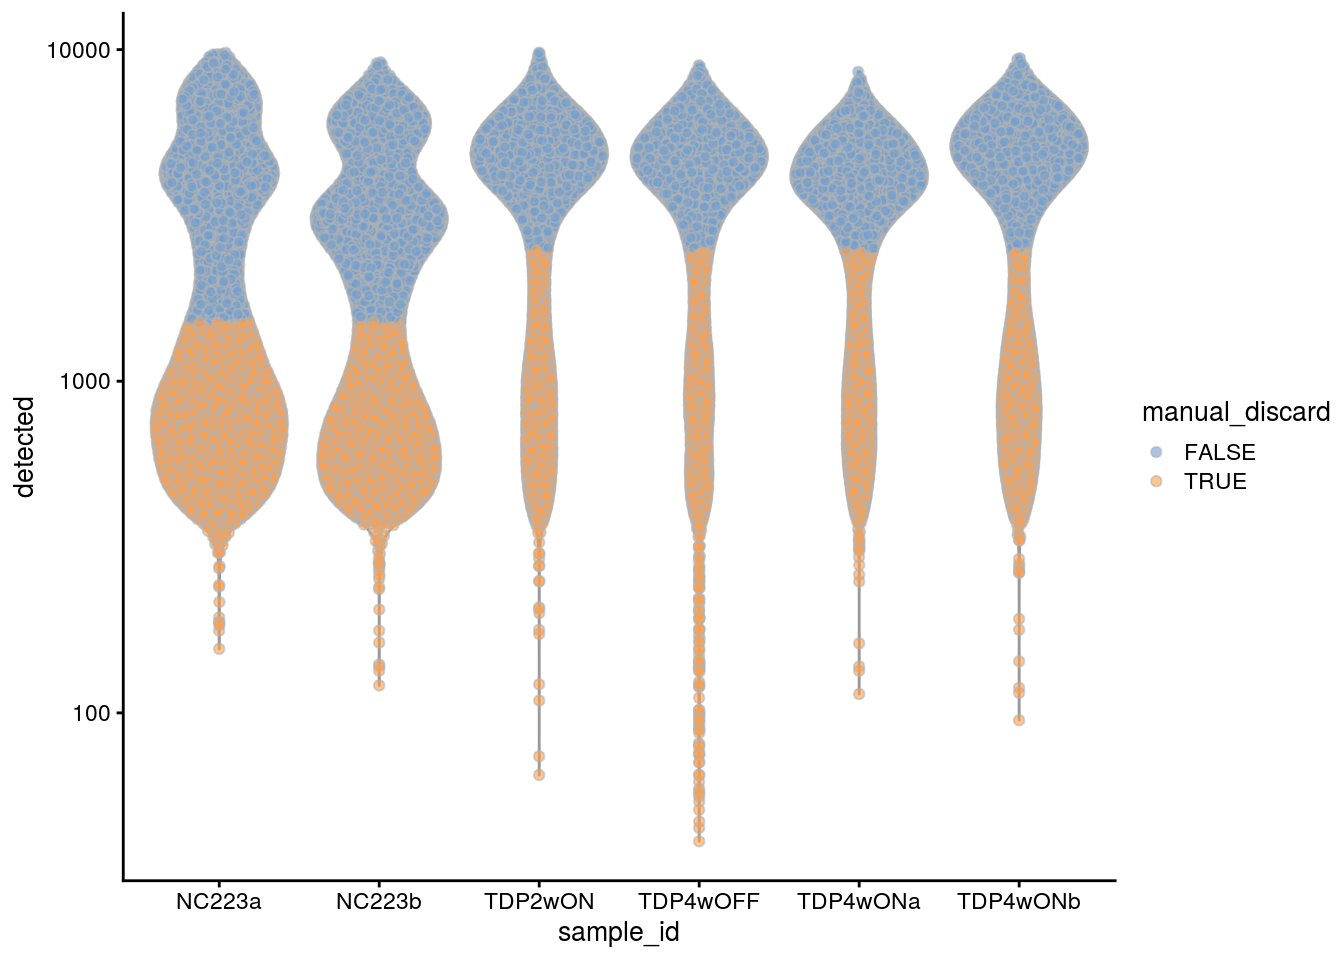 10000
1000
100
detected
NC223a NC223b TDP2wON TDP4wOFF TDP4wONa TDP4wONb
sample_id
manual_discard
FALSE
TRUE